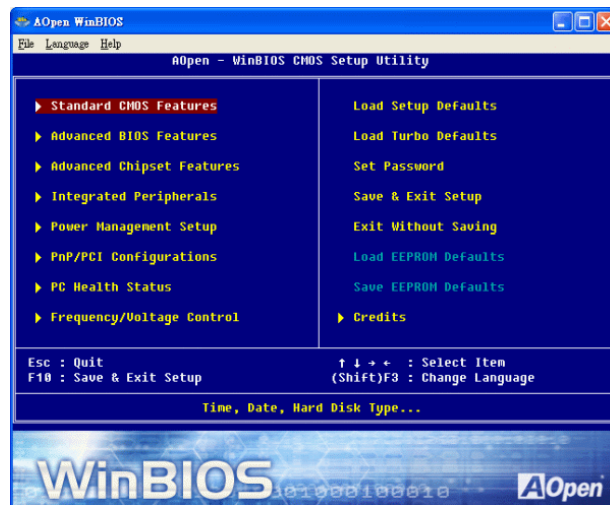 AOpen WinBIOS
File Language Help
AOpen - WinBIOS CMOS Setup Utility
Standard CMOS Features
Advanced BIOS Features
Advanced Chipset Features
Integrated Peripherals
Power Management Setup
PnP/PCI Configurations
PC Health Status
Frequency/Voltage Control
Load Setup Defaults
Load Turbo Defaults
Set Password
Save & Exit Setup
Exit Without Saving
Load EEPROM Defaults
Save EEPROM Defaults
Credits
Esc : Quit
F10 : Save & Exit Setup
↑ ↓ → ← : Select Item
(Shift)F3 : Change Language
Time, Date, Hard Disk Type...
WinBIOS
AOpen